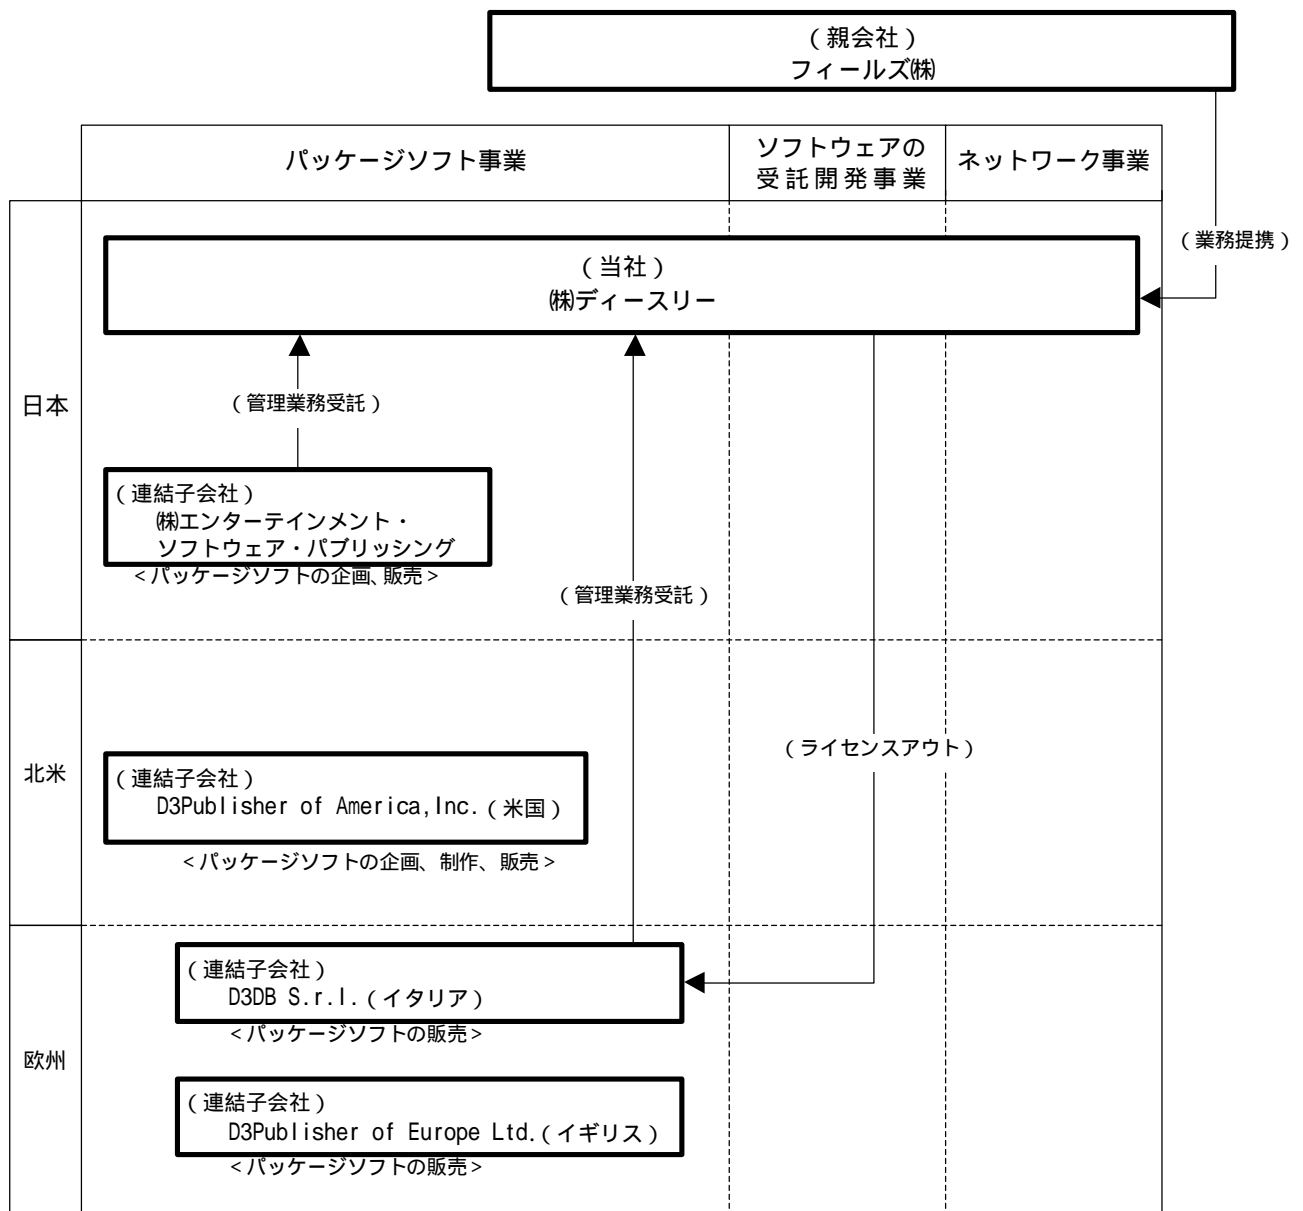 （親会社）
フィールズ㈱
パッケージソフト事業
ソフトウェアの
受託開発事業
ネットワーク事業
（業務提携）
（当社）
㈱ディースリー
日本
（管理業務受託）
（連結子会社）
㈱エンターテインメント・
ソフトウェア・パブリッシング
<パッケージソフトの企画、販売>
（管理業務受託）
北米
（ライセンスアウト）
（連結子会社）
D3Publisher of America,Inc.（米国）
<パッケージソフトの企画、制作、販売>
欧州
（連結子会社）
D3DB S.r.l.（イタリア）
<パッケージソフトの販売>
（連結子会社）
D3Publisher of Europe Ltd.（イギリス）
<パッケージソフトの販売>